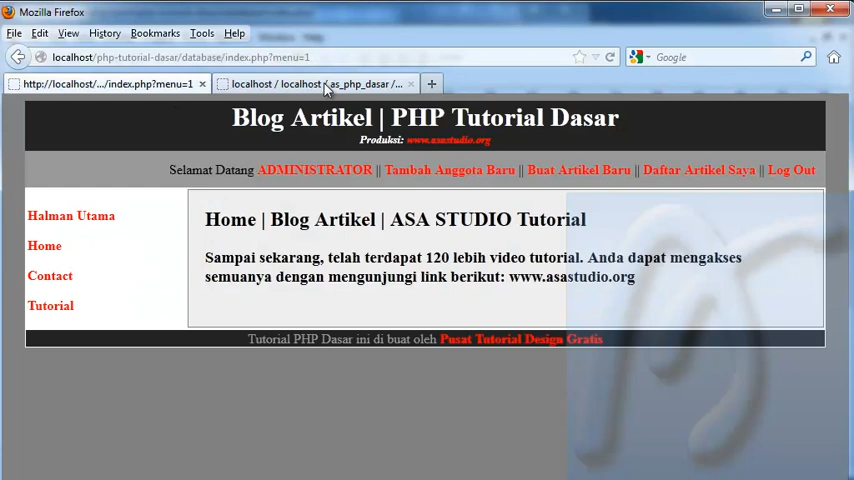 Mozilla Firefox
File Edit View History Bookmarks Tools Help
localhost/php-tutorial-dasar/database/index.php?menu=1
Google
http://localhost/.../index.php?menu=1
localhost / localhost / as_php_dasar /...
Blog Artikel | PHP Tutorial Dasar
Produksi: www.asastudio.org
Selamat Datang ADMINISTRATOR || Tambah Anggota Baru || Buat Artikel Baru || Daftar Artikel Saya || Log Out
Halman Utama
Home
Contact
Tutorial
Home | Blog Artikel | ASA STUDIO Tutorial
Sampai sekarang, telah terdapat 120 lebih video tutorial. Anda dapat mengakses
semuanya dengan mengunjungi link berikut: www.asastudio.org
Tutorial PHP Dasar ini di buat oleh Pusat Tutorial Design Gratis